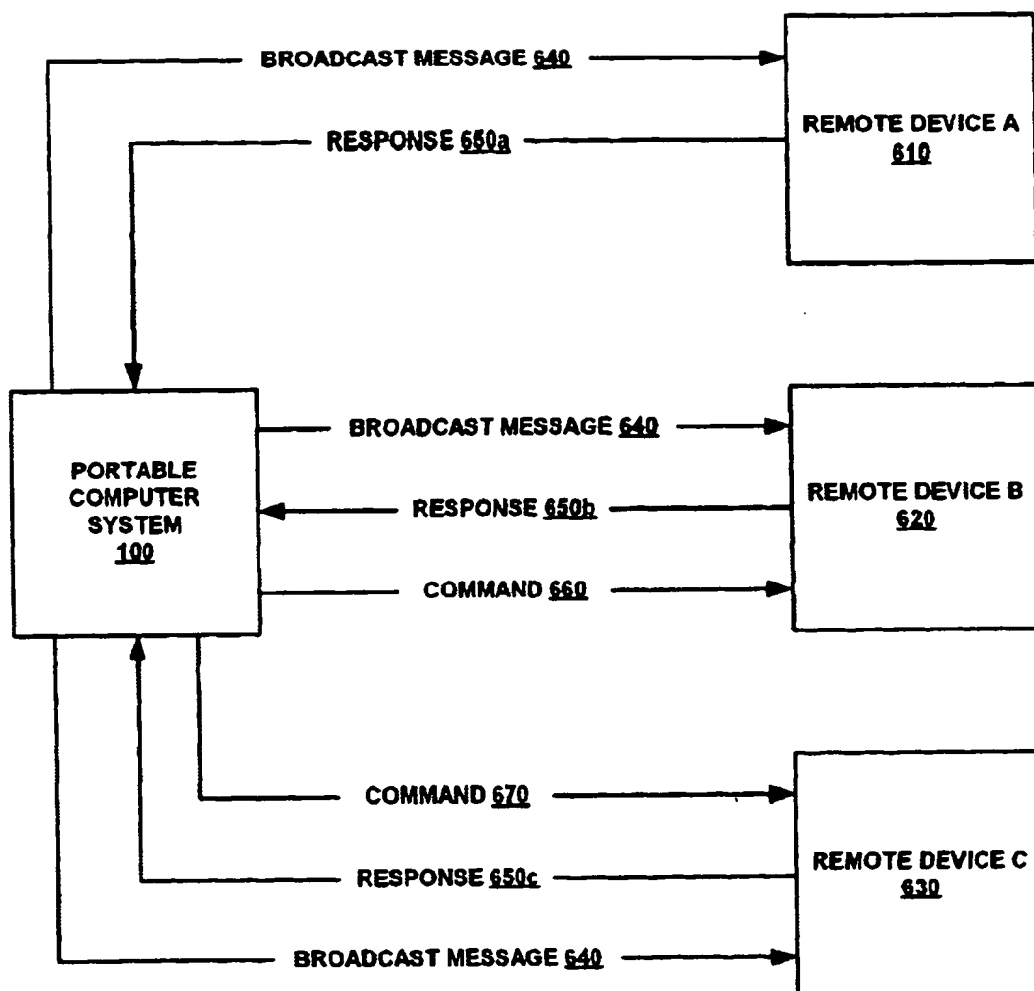 BROADCAST MESSAGE 640
REMOTE DEVICE A
610
RESPONSE 650a
PORTABLE
COMPUTER
SYSTEM
100
BROADCAST MESSAGE 640
RESPONSE 650b
COMMAND 660
REMOTE DEVICE B
620
COMMAND 670
RESPONSE 650c
BROADCAST MESSAGE 640
REMOTE DEVICE C
630